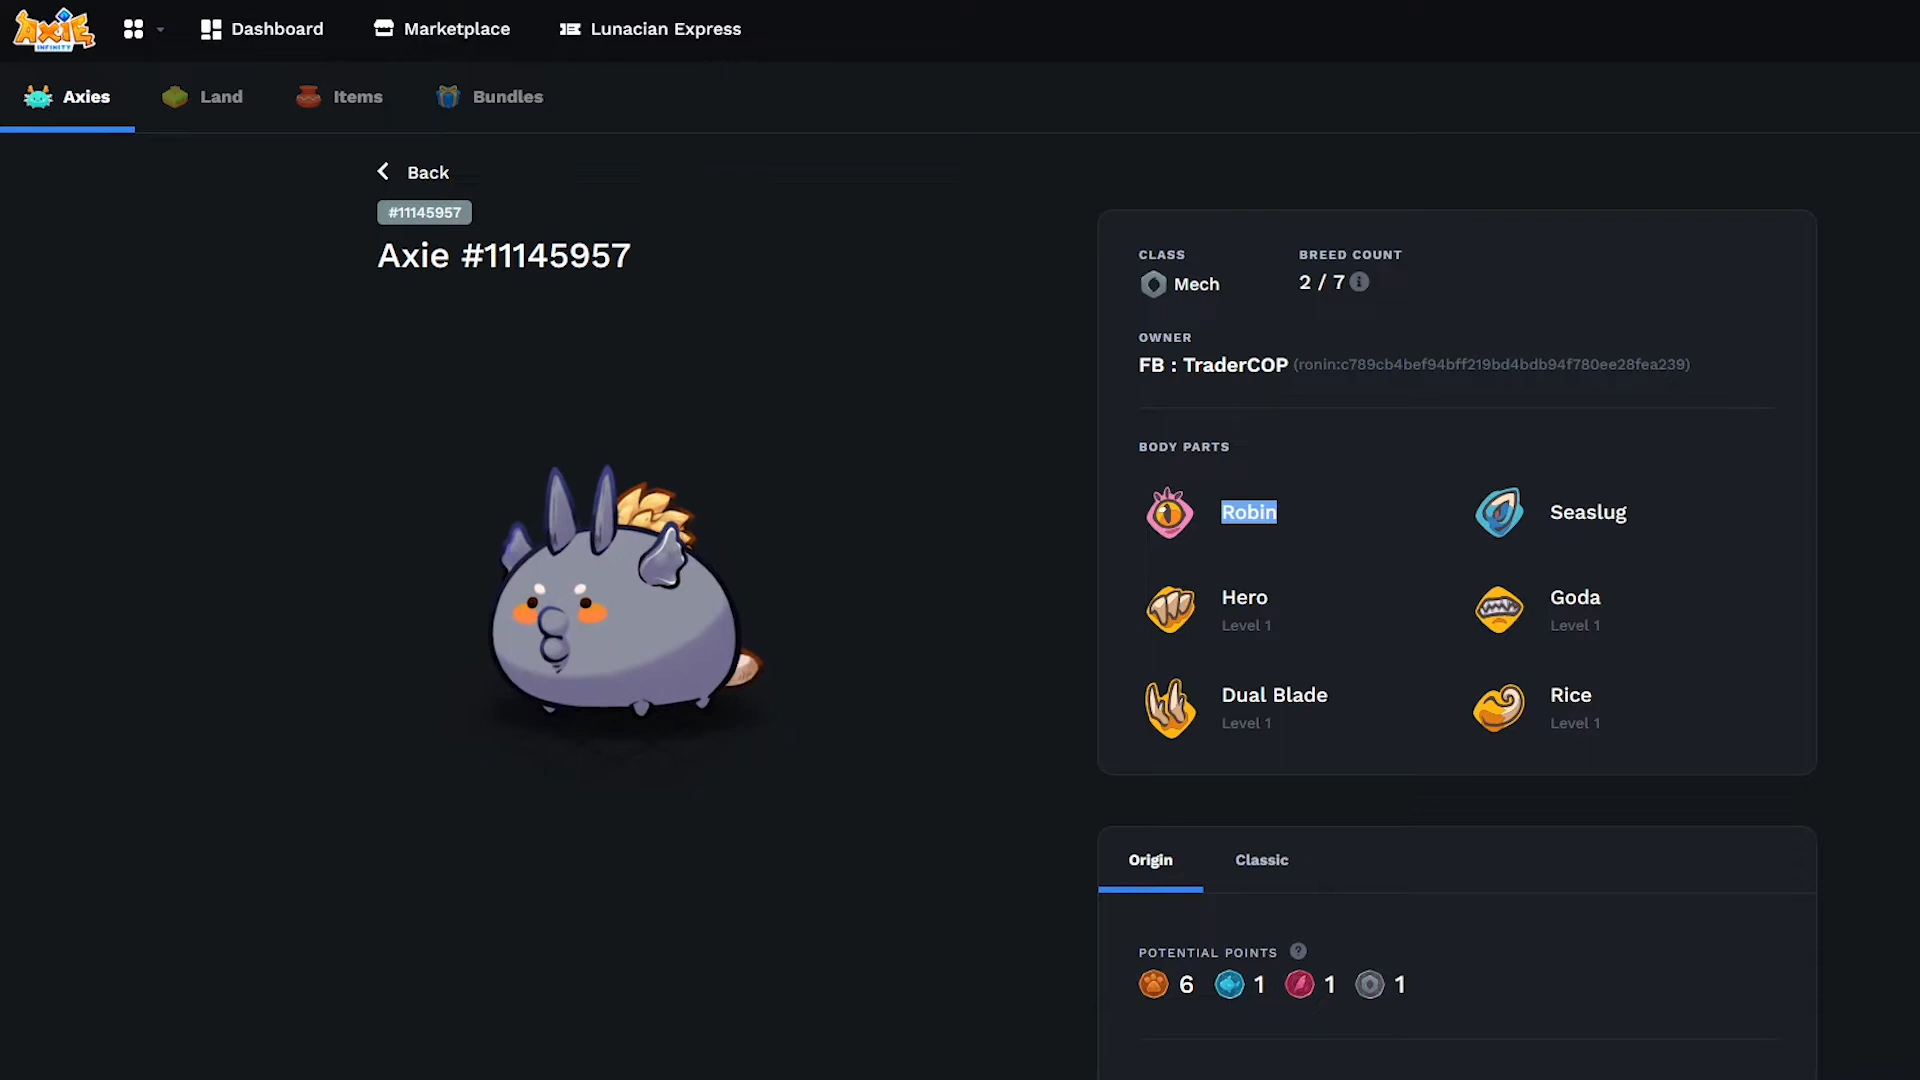 AXIE
INFINITY
Dashboard
Marketplace
Lunacian Express
Axies
Land
Items
Bundles
Back
#11145957
Axie #11145957
CLASS
BREED COUNT
Mech
2 / 7
OWNER
FB : TraderCOP (ronin:c789cb4bef94bff219bd4bdb94f780ee28fea239)
BODY PARTS
Robin
Seaslug
Hero
Level 1
Goda
Level 1
Dual Blade
Level 1
Rice
Level 1
Origin
Classic
POTENTIAL POINTS ?
6 1 1 1